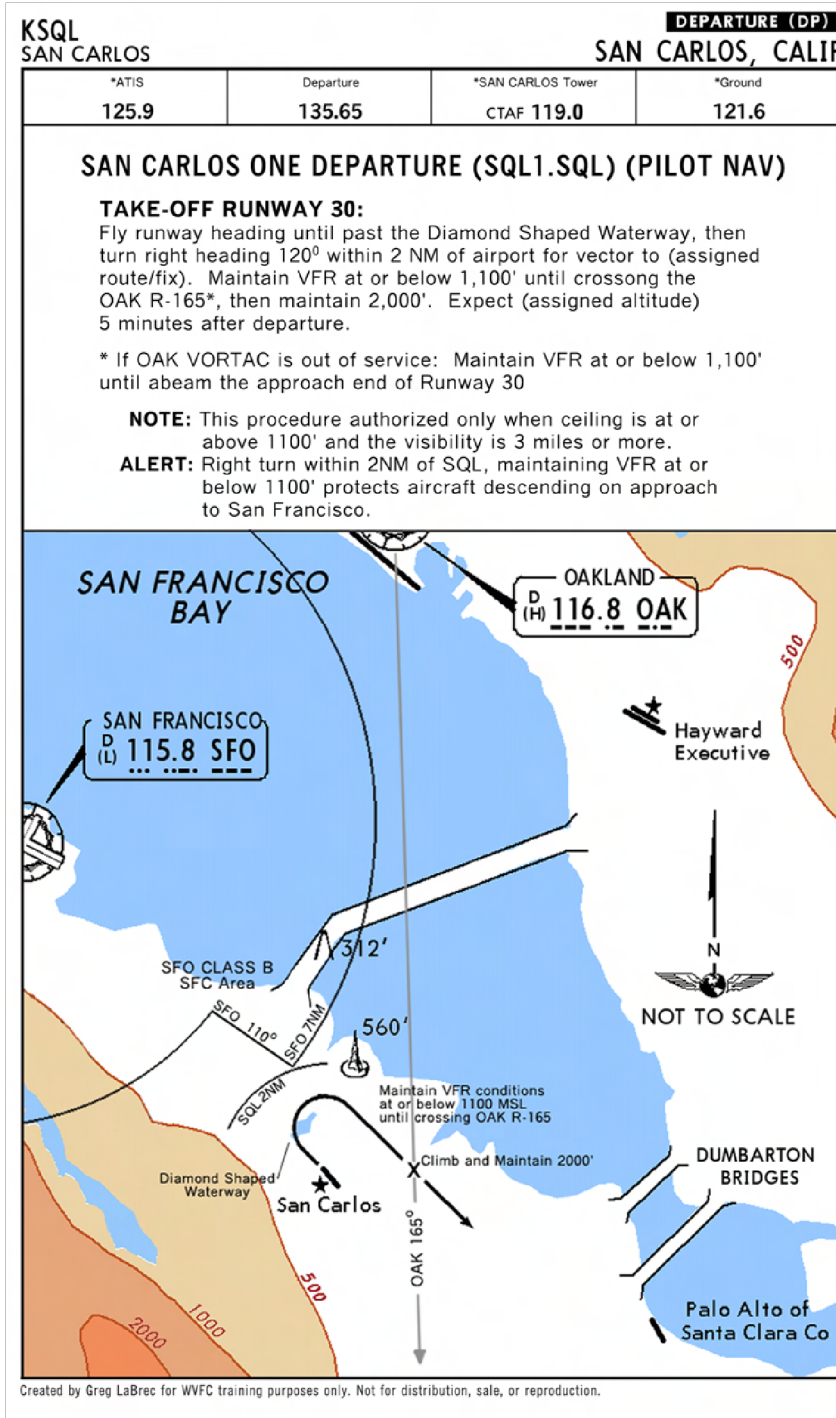 KSQL
SAN CARLOS
DEPARTURE (DP)
SAN CARLOS, CALIF
*ATIS
125.9
Departure
135.65
*SAN CARLOS Tower
CTAF 119.0
*Ground
121.6
SAN CARLOS ONE DEPARTURE (SQL1.SQL) (PILOT NAV)
TAKE-OFF RUNWAY 30:
Fly runway heading until past the Diamond Shaped Waterway, then
turn right heading 120⁰ within 2 NM of airport for vector to (assigned
route/fix).  Maintain VFR at or below 1,100' until crossong the
OAK R-165*, then maintain 2,000'.  Expect (assigned altitude)
5 minutes after departure.
* If OAK VORTAC is out of service:  Maintain VFR at or below 1,100'
until abeam the approach end of Runway 30
NOTE: This procedure authorized only when ceiling is at or
above 1100' and the visibility is 3 miles or more.
ALERT: Right turn within 2NM of SQL, maintaining VFR at or
below 1100' protects aircraft descending on approach
to San Francisco.
SAN FRANCISCO
BAY
OAKLAND
D
(H) 116.8 OAK
500
SAN FRANCISCO
D
(L) 115.8 SFO
Hayward
Executive
312'
SFO CLASS B
SFC Area
N
NOT TO SCALE
SFO 110⁰
SFO 7NM
560'
SQL 2NM
Maintain VFR conditions
at or below 1100 MSL
until crossing OAK R-165
X
Climb and Maintain 2000'
DUMBARTON
BRIDGES
Diamond Shaped
Waterway
San Carlos
OAK 165⁰
500
1000
2000
Palo Alto of
Santa Clara Co
Created by Greg LaBrec for WVFC training purposes only. Not for distribution, sale, or reproduction.